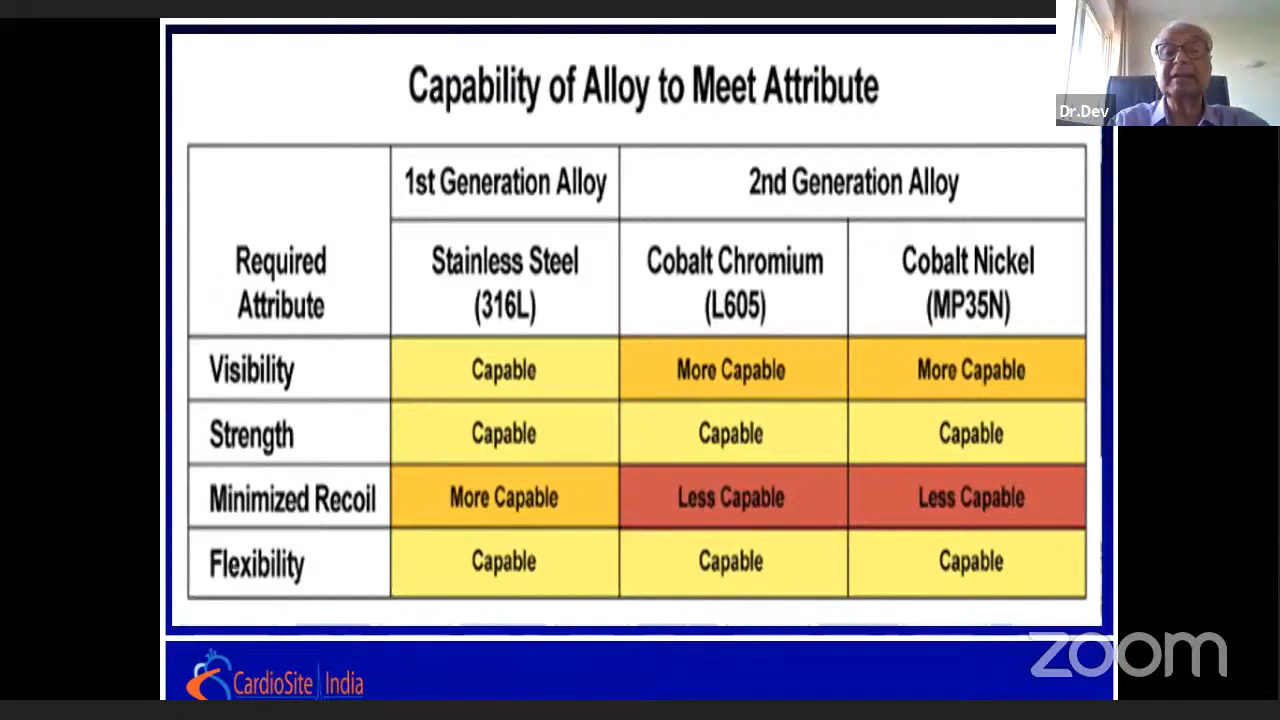 Capability of Alloy to Meet Attribute
Dr.Dev
1st Generation Alloy
2nd Generation Alloy
Required
Attribute
Stainless Steel
(316L)
Cobalt Chromium
(L605)
Cobalt Nickel
(MP35N)
Visibility
Capable
More Capable
More Capable
Strength
Capable
Capable
Capable
Minimized Recoil
More Capable
Less Capable
Less Capable
Flexibility
Capable
Capable
Capable
zoom
CardioSite India